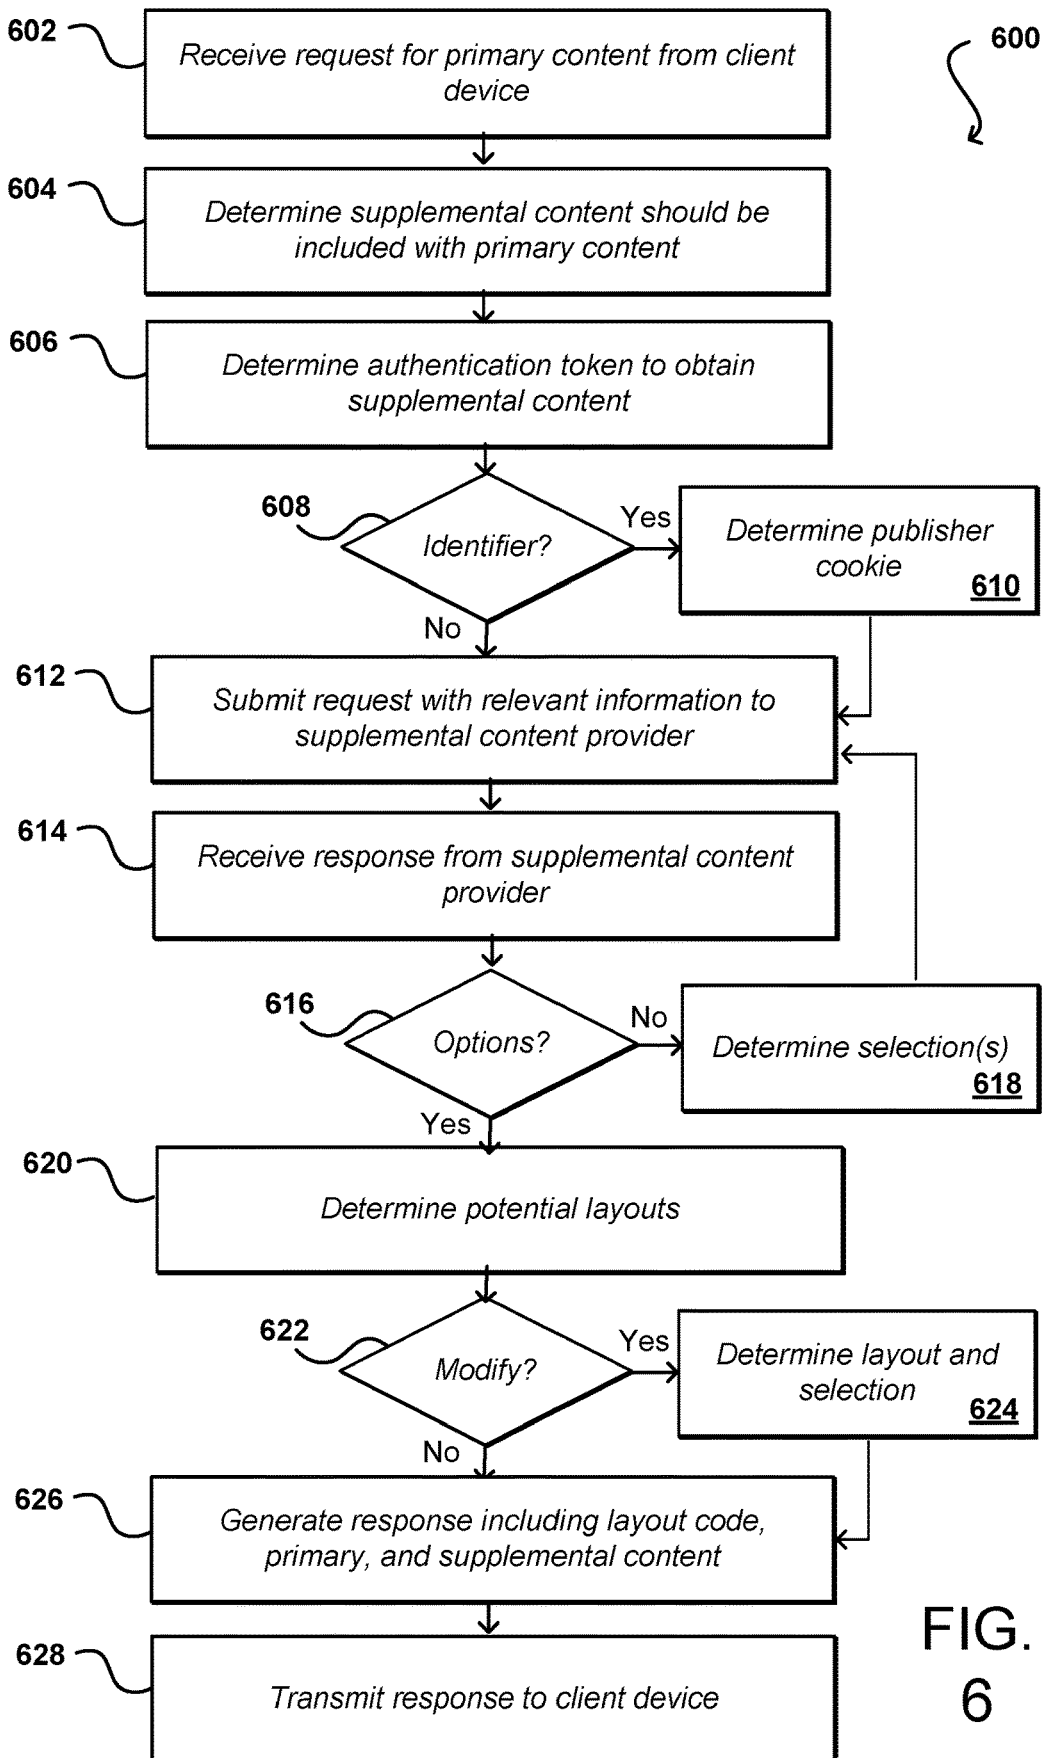 602
Receive request for primary content from client
device
600
604
Determine supplemental content should be
included with primary content
606
Determine authentication token to obtain
supplemental content
608
Identifier?
Yes
Determine publisher
cookie
610
No
612
Submit request with relevant information to
supplemental content provider
614
Receive response from supplemental content
provider
616
Options?
No
Determine selection(s)
618
Yes
620
Determine potential layouts
622
Modify?
Yes
Determine layout and
selection
624
No
626
Generate response including layout code,
primary, and supplemental content
628
Transmit response to client device
FIG.
6